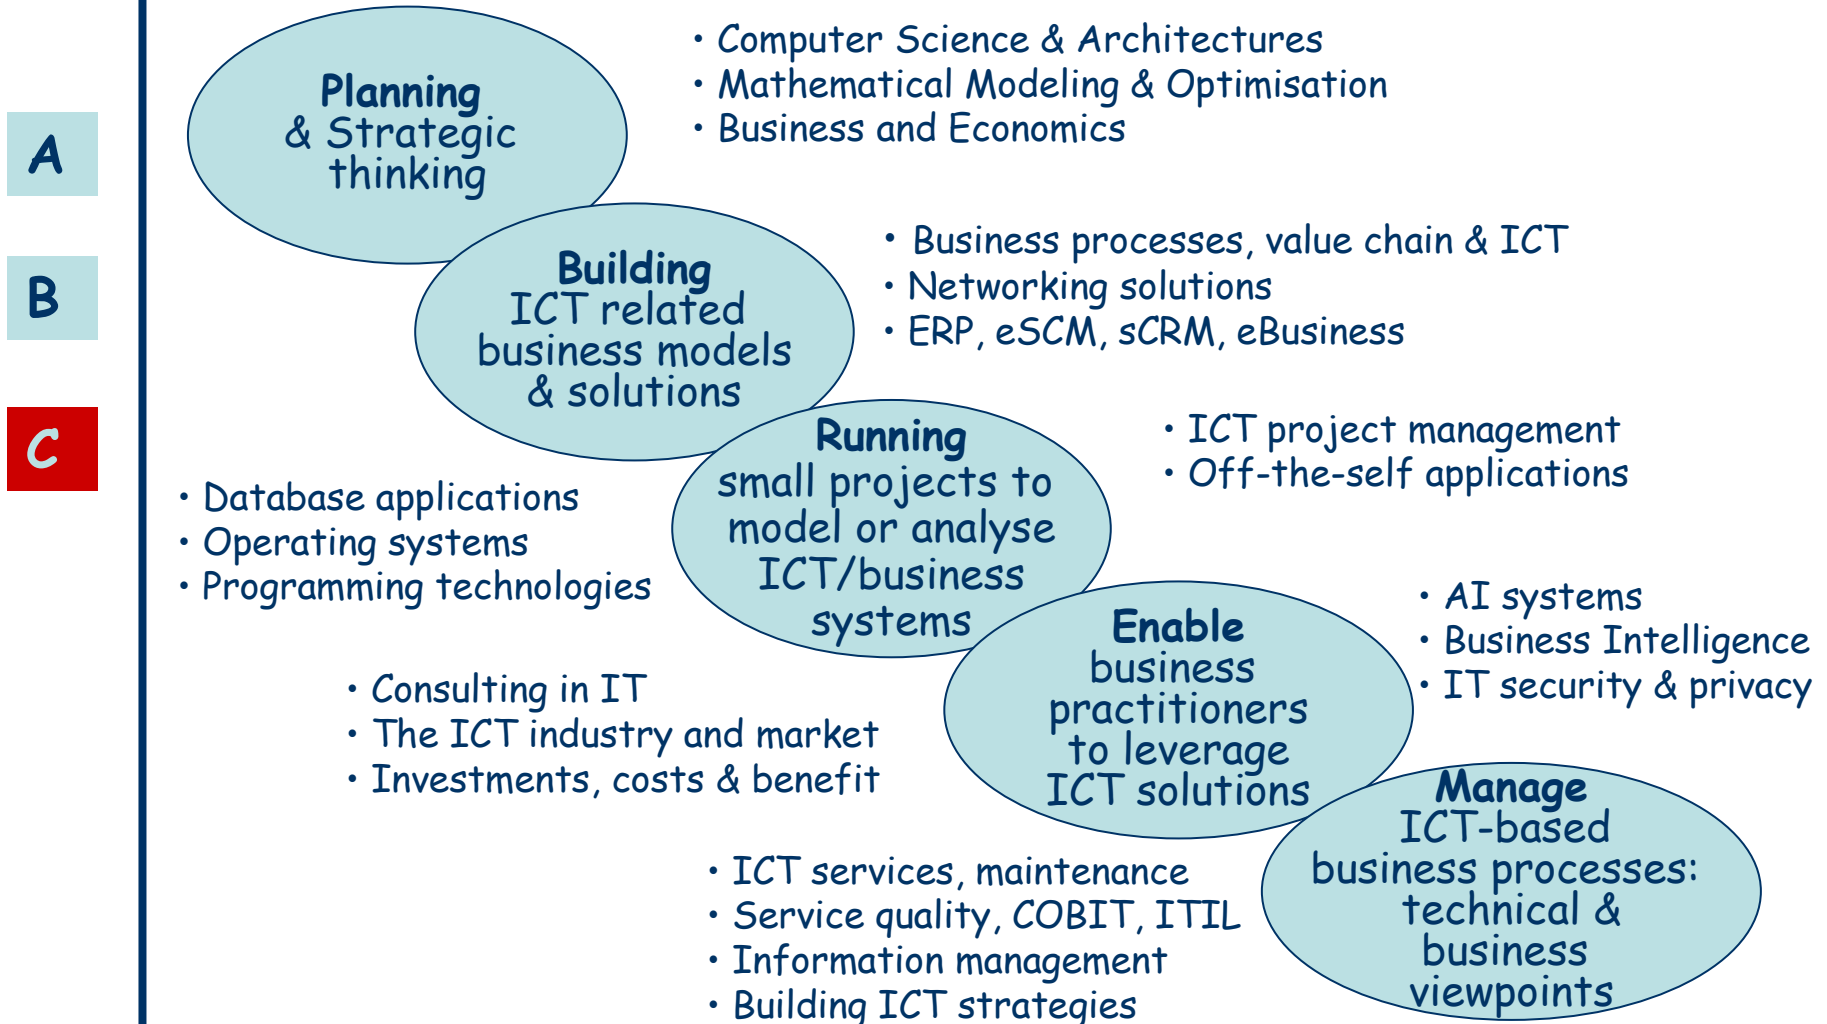 A
B
C
Planning
& Strategic
thinking
• Computer Science & Architectures
• Mathematical Modeling & Optimisation
• Business and Economics
Building
ICT related
business models
& solutions
• Business processes, value chain & ICT
• Networking solutions
• ERP, eSCM, sCRM, eBusiness
Running
small projects to
model or analyse
ICT/business
systems
• ICT project management
• Off-the-self applications
• Database applications
• Operating systems
• Programming technologies
Enable
business
practitioners
to leverage
ICT solutions
• AI systems
• Business Intelligence
• IT security & privacy
• Consulting in IT
• The ICT industry and market
• Investments, costs & benefit
Manage
ICT-based
business processes:
technical &
business
viewpoints
• ICT services, maintenance
• Service quality, COBIT, ITIL
• Information management
• Building ICT strategies